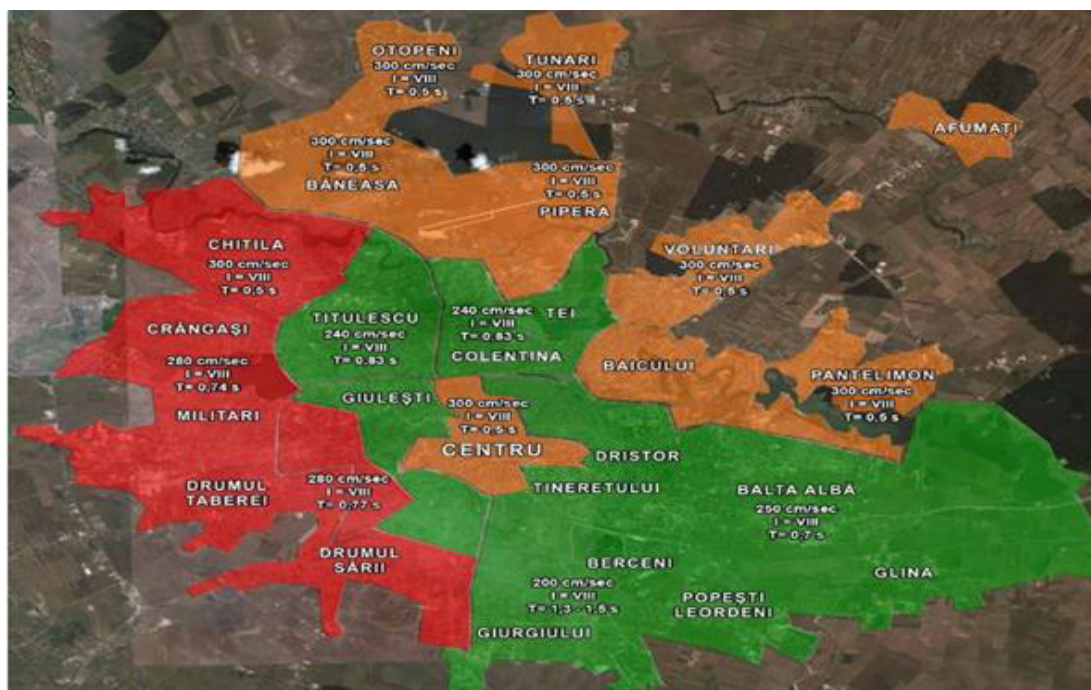 OTOPENI
300 cm/sec
I = VIII
T= 0,5 s
TUNARI
300 cm/sec
I = VIII
T= 0,5 s
AFUMAȚI
300 cm/sec
I = VIII
T= 0,5 s
BĂNEASA
300 cm/sec
I = VIII
T= 0,5 s
PIPERA
CHITILA
300 cm/sec
I = VIII
T= 0,5 s
VOLUNTARI
300 cm/sec
I = VIII
T= 0,5 s
TITULESCU
240 cm/sec
I = VIII
T= 0,83 s
240 cm/sec
I = VIII
T= 0,83 s
TEI
COLENTINA
CRÂNGAȘI
280 cm/sec
I = VIII
T= 0,74 s
MILITARI
BAICULUI
PANTELIMON
300 cm/sec
I = VIII
T= 0,5 s
GIULEȘTI
300 cm/sec
I = VIII
T= 0,5 s
CENTRU
DRISTOR
TINERETULUI
DRUMUL
TABEREI
280 cm/sec
I = VIII
T= 0,77 s
BALTA ALBĂ
250 cm/sec
I = VIII
T= 0,7 s
DRUMUL
SĂRII
BERCENI
200 cm/sec
I = VIII
T= 1,3 - 1,5 s
GLINA
POPEȘTI
LEORDENI
GIURGIULUI